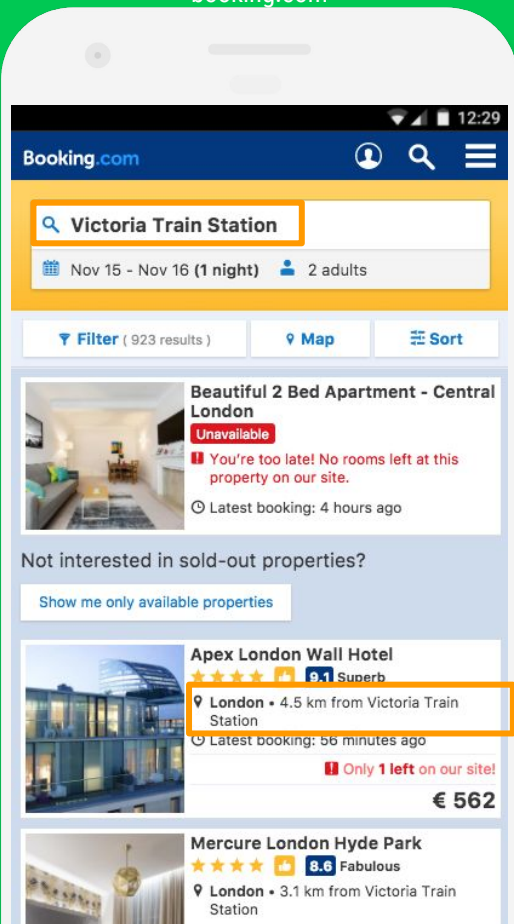 booking.com
12:29
Booking.com
Victoria Train Station
Nov 15 - Nov 16 (1 night) 2 adults
Filter ( 923 results ) Map Sort
Beautiful 2 Bed Apartment - Central
London
Unavailable
You're too late! No rooms left at this
property on our site.
Latest booking: 4 hours ago
Not interested in sold-out properties?
Show me only available properties
Apex London Wall Hotel
9.1 Superb
London • 4.5 km from Victoria Train
Station
Latest booking: 56 minutes ago
Only 1 left on our site!
€ 562
Mercure London Hyde Park
8.6 Fabulous
London • 3.1 km from Victoria Train
Station